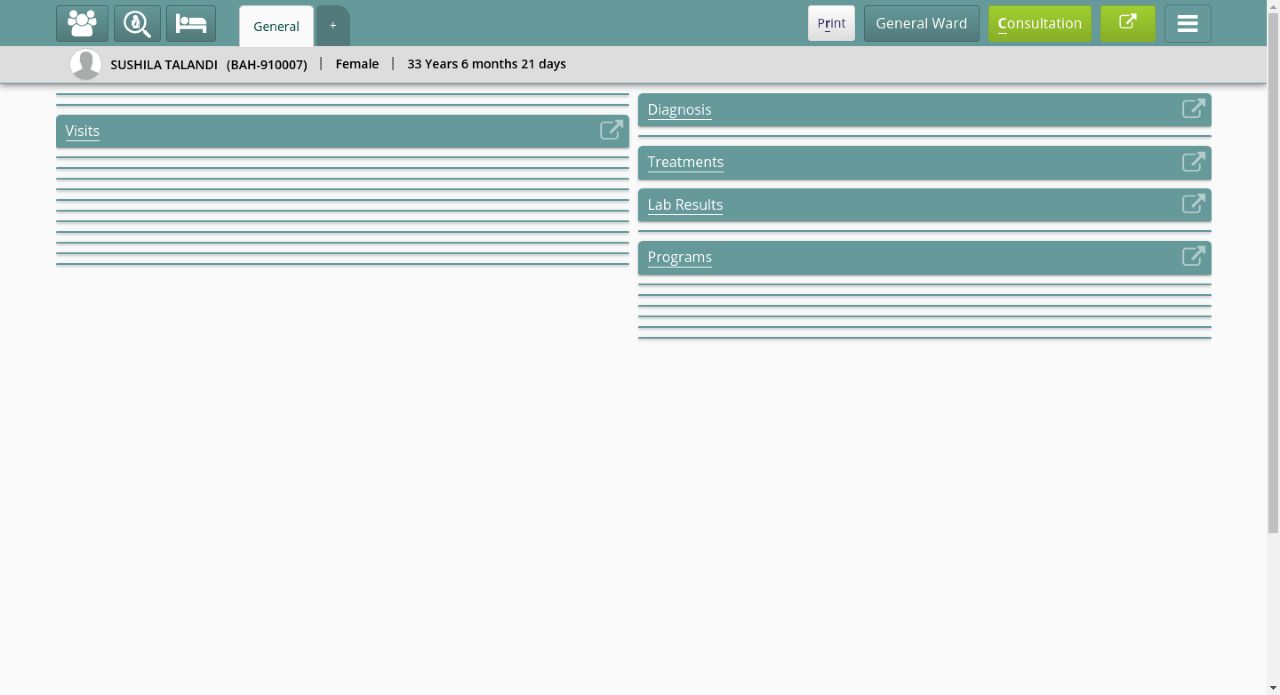 General
+
Print
General Ward
Consultation
SUSHILA TALANDI (BAH-910007) | Female | 33 Years 6 months 21 days
Visits
Diagnosis
Treatments
Lab Results
Programs